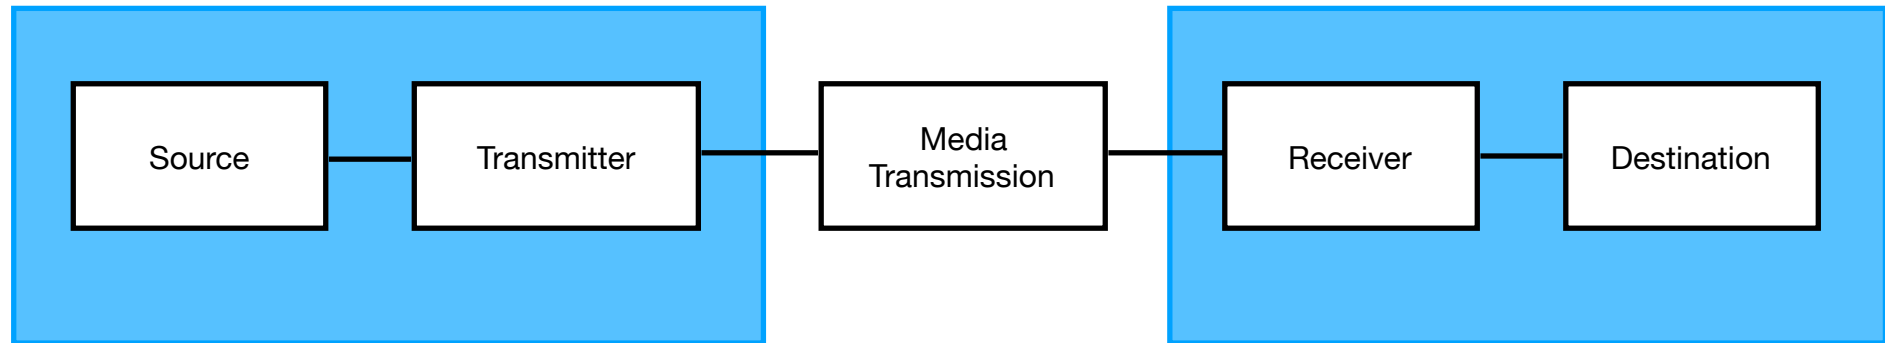 Source
Transmitter
Media
Transmission
Receiver
Destination